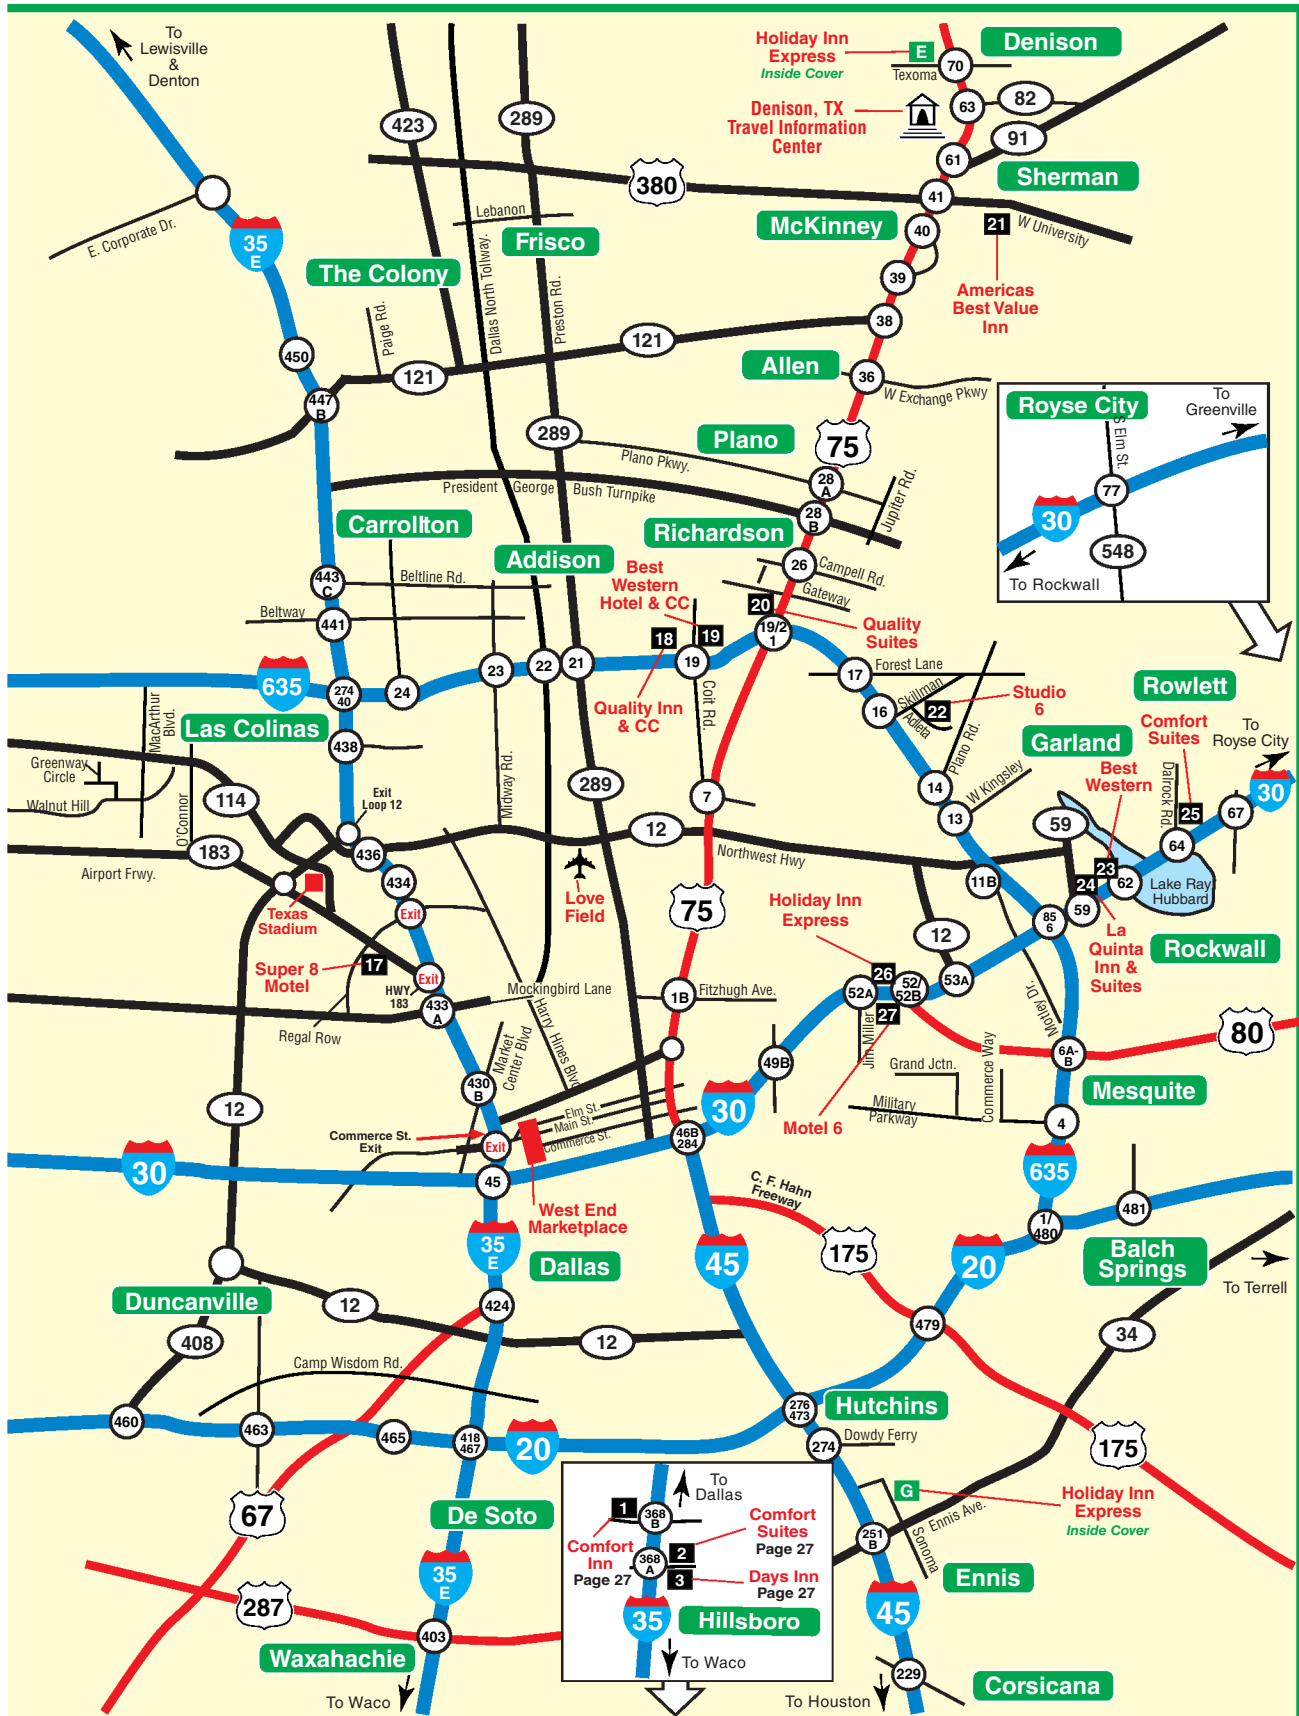 To
Lewisville
&
Denton
Holiday Inn
Express
Inside Cover
E
Denison
70
Texoma
63
82
Denison, TX
Travel Information
Center
423
289
91
61
Sherman
380
41
E. Corporate Dr.
Lebanon
McKinney
40
21
W University
35
E
Frisco
The Colony
39
Americas
Best Value
Inn
Paige Rd.
Dallas North Tollway.
Preston Rd.
38
121
450
Allen
36
W Exchange Pkwy
121
447
B
Royse City
To
Greenville
S Elm St.
77
30
548
To Rockwall
289
Plano
75
Plano Pkwy.
28
A
President George Bush Turnpike
Jupiter Rd.
28
B
Carrollton
Richardson
Addison
26
Campell Rd.
Gateway
443
C
Beltline Rd.
Best
Western
Hotel & CC
Beltway
441
20
Quality
Suites
18
19
19/2
1
635
274
40
24
23
22
21
19
17
Forest Lane
Skillman
Adleta
16
22
Studio
6
Rowlett
Quality Inn
& CC
Coit Rd.
MacArthur
Blvd.
Las Colinas
438
Garland
Comfort
Suites
To
Royse City
Greenway
Circle
Walnut Hill
O'Connor
114
Exit
Loop 12
Midway Rd.
289
7
Plano Rd.
14
W Kingsley
13
Best
Western
Dalrock Rd.
25
30
67
183
Airport Frwy.
436
12
Northwest Hwy
59
64
434
Love
Field
11B
23
24
62
Lake Ray
Hubbard
59
Texas
Stadium
Exit
75
Holiday Inn
Express
12
85
6
La
Quinta
Inn &
Suites
Rockwall
Super 8
Motel
17
Exit
HWY.
183
433
A
Mockingbird Lane
1B
Fitzhugh Ave.
26
52A
52/
52B
53A
27
Regal Row
Market
Center Blvd
Harry Hines Blvd
Motley Dr.
80
Jim Miller
Grand Jctn.
Commerce Way
6A-
B
49B
Mesquite
12
430
B
Elm St.
Main St.
Commerce St.
30
Motel 6
Military
Parkway
4
Commerce St.
Exit
Exit
46B
284
30
45
635
West End
Marketplace
C. F. Hahn
Freeway
481
1/
480
35
E
Dallas
45
175
20
Balch
Springs
To Terrell
Duncanville
12
424
12
479
34
408
Camp Wisdom Rd.
460
463
465
418
467
20
276
473
Hutchins
274
Dowdy Ferry
175
67
De Soto
To
Dallas
1
368
B
Comfort
Inn
Page 27
368
A
2
Comfort
Suites
Page 27
3
Days Inn
Page 27
35
Hillsboro
To Waco
G
Holiday Inn
Express
Inside Cover
Ennis Ave.
Sonoma
251
B
35
E
287
Ennis
45
403
Waxahachie
To Waco
To Houston
229
Corsicana